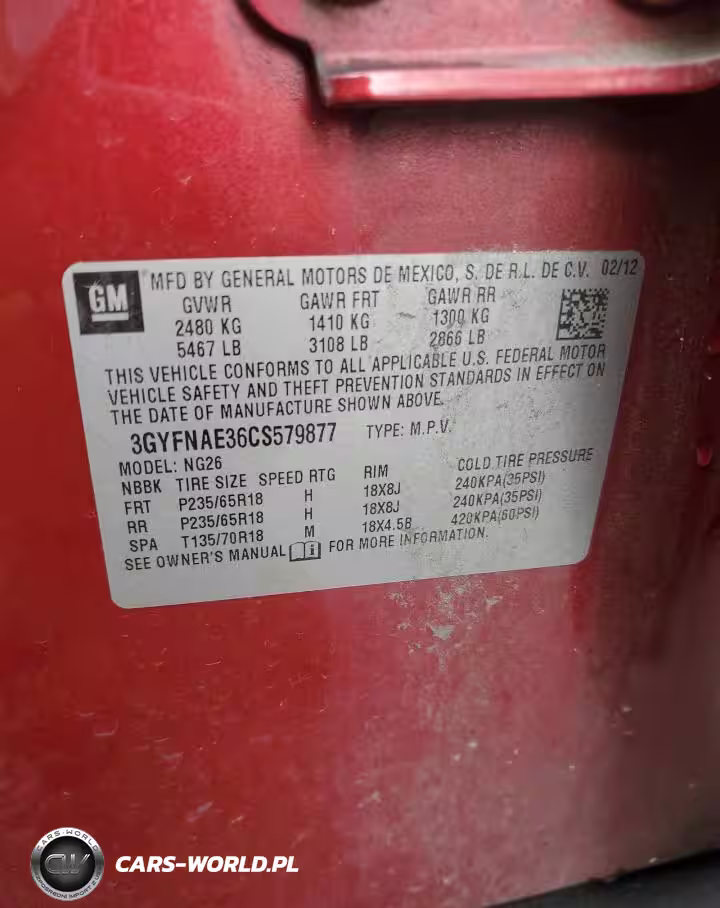 GM
MFD BY GENERAL MOTORS DE MEXICO, S. DE R.L. DE C.V. 02/12
GVWR GAWR FRT GAWR RR
2480 KG 1410 KG 1300 KG
5467 LB 3108 LB 2866 LB
THIS VEHICLE CONFORMS TO ALL APPLICABLE U.S. FEDERAL MOTOR
VEHICLE SAFETY AND THEFT PREVENTION STANDARDS IN EFFECT ON
THE DATE OF MANUFACTURE SHOWN ABOVE.
3GYFNAE36CS579877 TYPE: M.P.V.
MODEL: NG26
NBBK TIRE SIZE SPEED RTG RIM COLD TIRE PRESSURE
FRT P235/65R18 H 18X8J 240KPA(35PSI)
RR P235/65R18 H 18X8J 240KPA(35PSI)
SPA T135/70R18 M 18X4.5B 420KPA(60PSI)
SEE OWNER'S MANUAL FOR MORE INFORMATION.
CARS-WORLD
CW
CARS-WORLD.PL